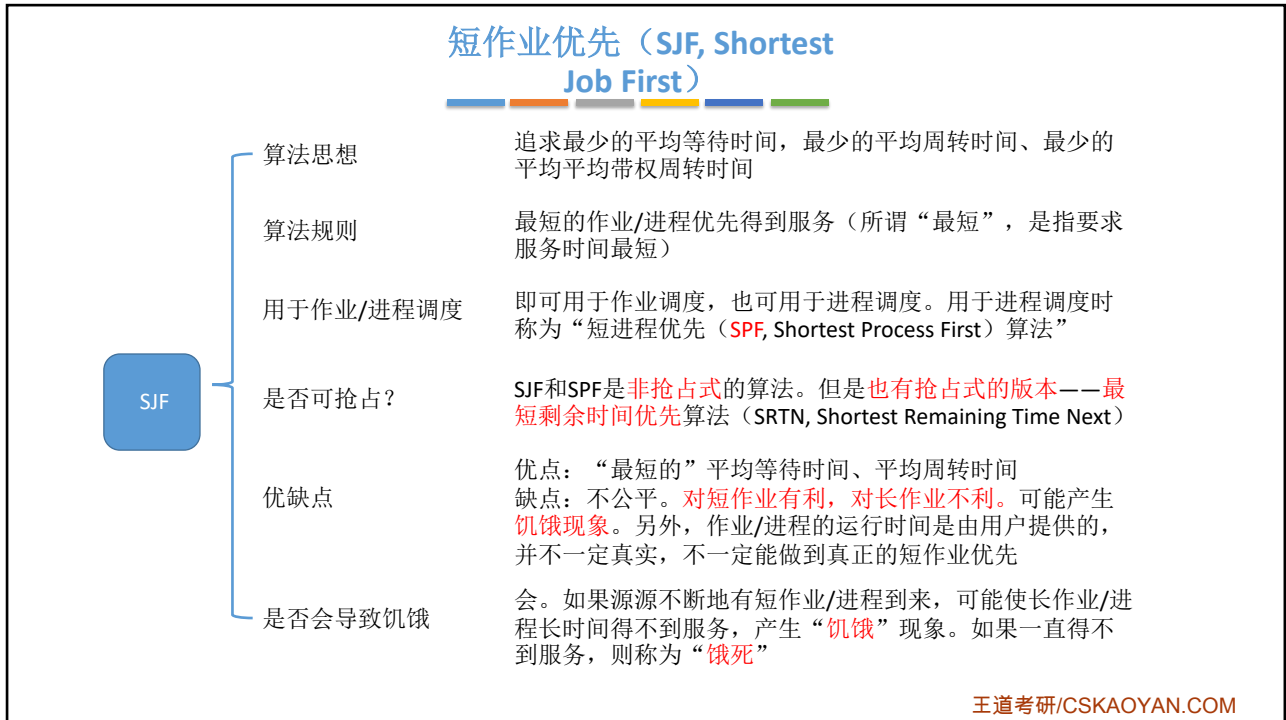 短作业优先（SJF, Shortest
Job First）
算法思想
追求最少的平均等待时间，最少的平均周转时间、最少的
平均平均带权周转时间
算法规则
最短的作业/进程优先得到服务（所谓“最短”，是指要求
服务时间最短）
用于作业/进程调度
即可用于作业调度，也可用于进程调度。用于进程调度时
称为“短进程优先（SPF, Shortest Process First）算法”
SJF
是否可抢占？
SJF和SPF是非抢占式的算法。但是也有抢占式的版本——最
短剩余时间优先算法（SRTN, Shortest Remaining Time Next）
优缺点
优点：“最短的”平均等待时间、平均周转时间
缺点：不公平。对短作业有利，对长作业不利。可能产生
饥饿现象。另外，作业/进程的运行时间是由用户提供的，
并不一定真实，不一定能做到真正的短作业优先
是否会导致饥饿
会。如果源源不断地有短作业/进程到来，可能使长作业/进
程长时间得不到服务，产生“饥饿”现象。如果一直得不
到服务，则称为“饿死”
王道考研/CSKAOYAN.COM